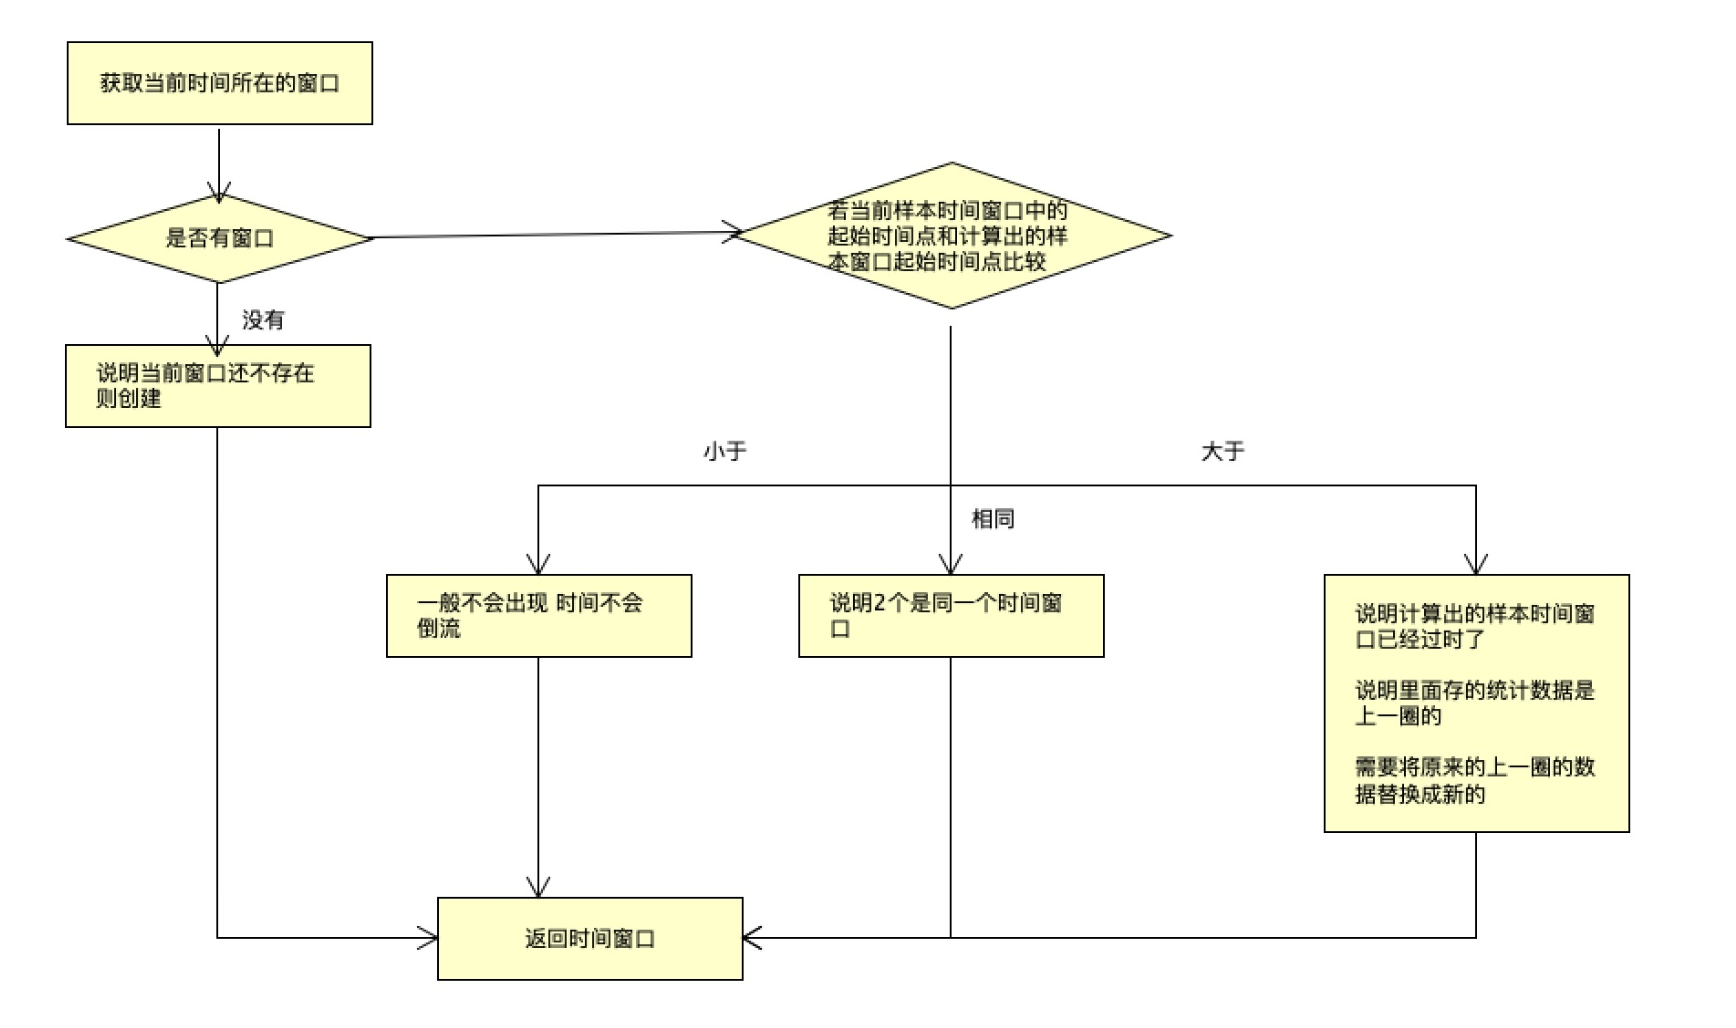 获取当前时间所在的窗口
是否有窗口
若当前样本时间窗口中的
起始时间点和计算出的样
本窗口起始时间点比较
没有
说明当前窗口还不存在
则创建
小于
大于
相同
一般不会出现 时间不会
倒流
说明2个是同一个时间窗
口
说明计算出的样本时间窗
口已经过时了
说明里面存的统计数据是
上一圈的
需要将原来的上一圈的数
据替换成新的
返回时间窗口